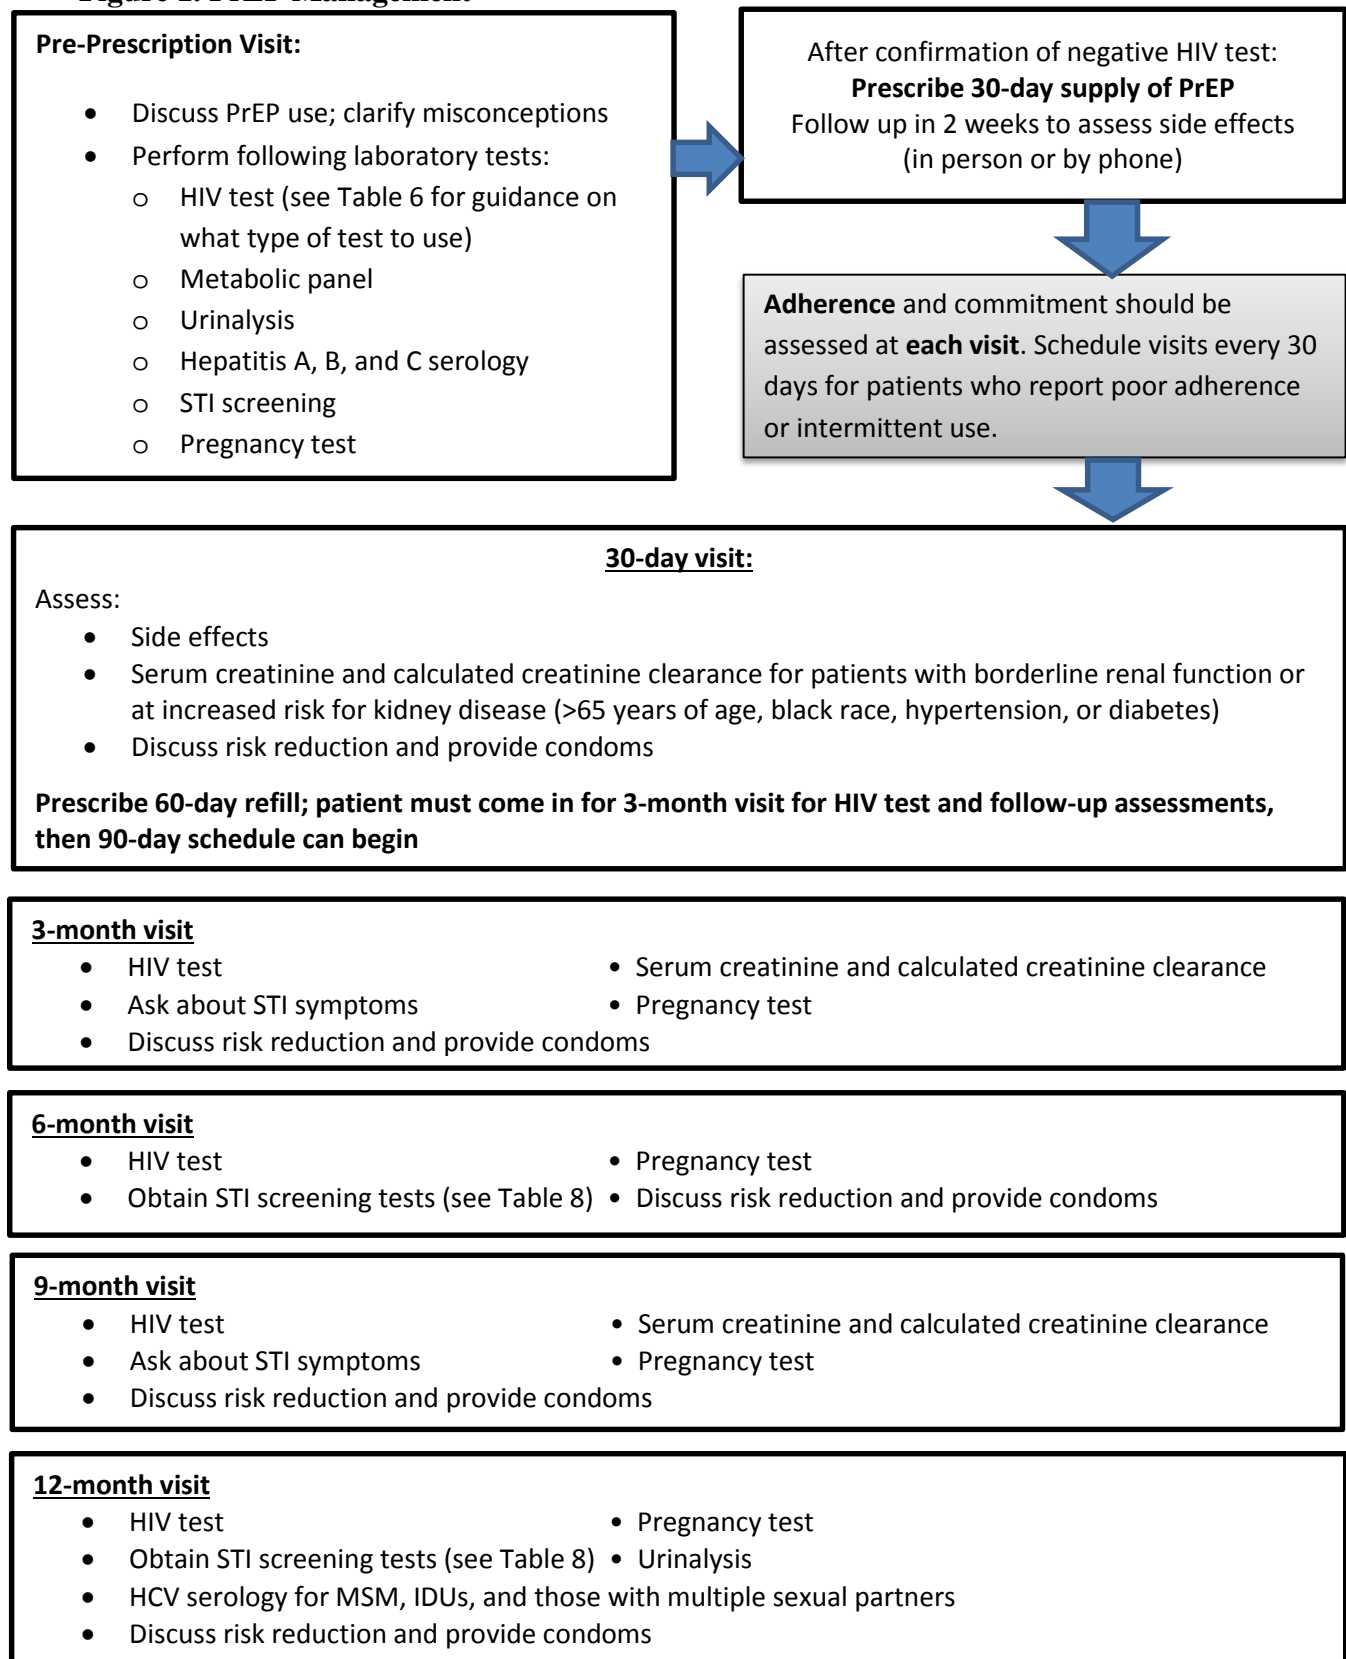 Pre-Prescription Visit:
• Discuss PrEP use; clarify misconceptions
• Perform following laboratory tests:
o HIV test (see Table 6 for guidance on
what type of test to use)
o Metabolic panel
o Urinalysis
o Hepatitis A, B, and C serology
o STI screening
o Pregnancy test
After confirmation of negative HIV test:
Prescribe 30-day supply of PrEP
Follow up in 2 weeks to assess side effects
(in person or by phone)
Adherence and commitment should be
assessed at each visit. Schedule visits every 30
days for patients who report poor adherence
or intermittent use.
30-day visit:
Assess:
• Side effects
• Serum creatinine and calculated creatinine clearance for patients with borderline renal function or
at increased risk for kidney disease (>65 years of age, black race, hypertension, or diabetes)
• Discuss risk reduction and provide condoms
Prescribe 60-day refill; patient must come in for 3-month visit for HIV test and follow-up assessments,
then 90-day schedule can begin
3-month visit
• HIV test • Serum creatinine and calculated creatinine clearance
• Ask about STI symptoms • Pregnancy test
• Discuss risk reduction and provide condoms
6-month visit
• HIV test • Pregnancy test
• Obtain STI screening tests (see Table 8) • Discuss risk reduction and provide condoms
9-month visit
• HIV test • Serum creatinine and calculated creatinine clearance
• Ask about STI symptoms • Pregnancy test
• Discuss risk reduction and provide condoms
12-month visit
• HIV test • Pregnancy test
• Obtain STI screening tests (see Table 8) • Urinalysis
• HCV serology for MSM, IDUs, and those with multiple sexual partners
• Discuss risk reduction and provide condoms